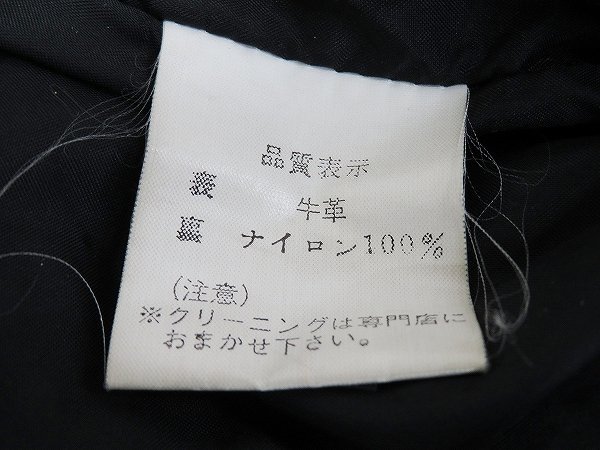 品質表示
表 牛革
裏 ナイロン100%
(注意)
※クリーニングは専門店に
おまかせ下さい。